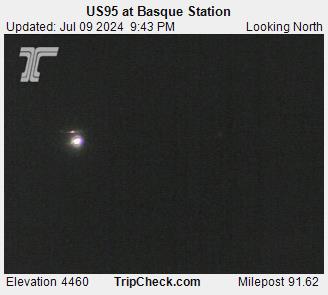 US95 at Basque Station
Updated: Jul 09 2024  9:43 PM Looking North
Elevation 4460 TripCheck.com Milepost 91.62